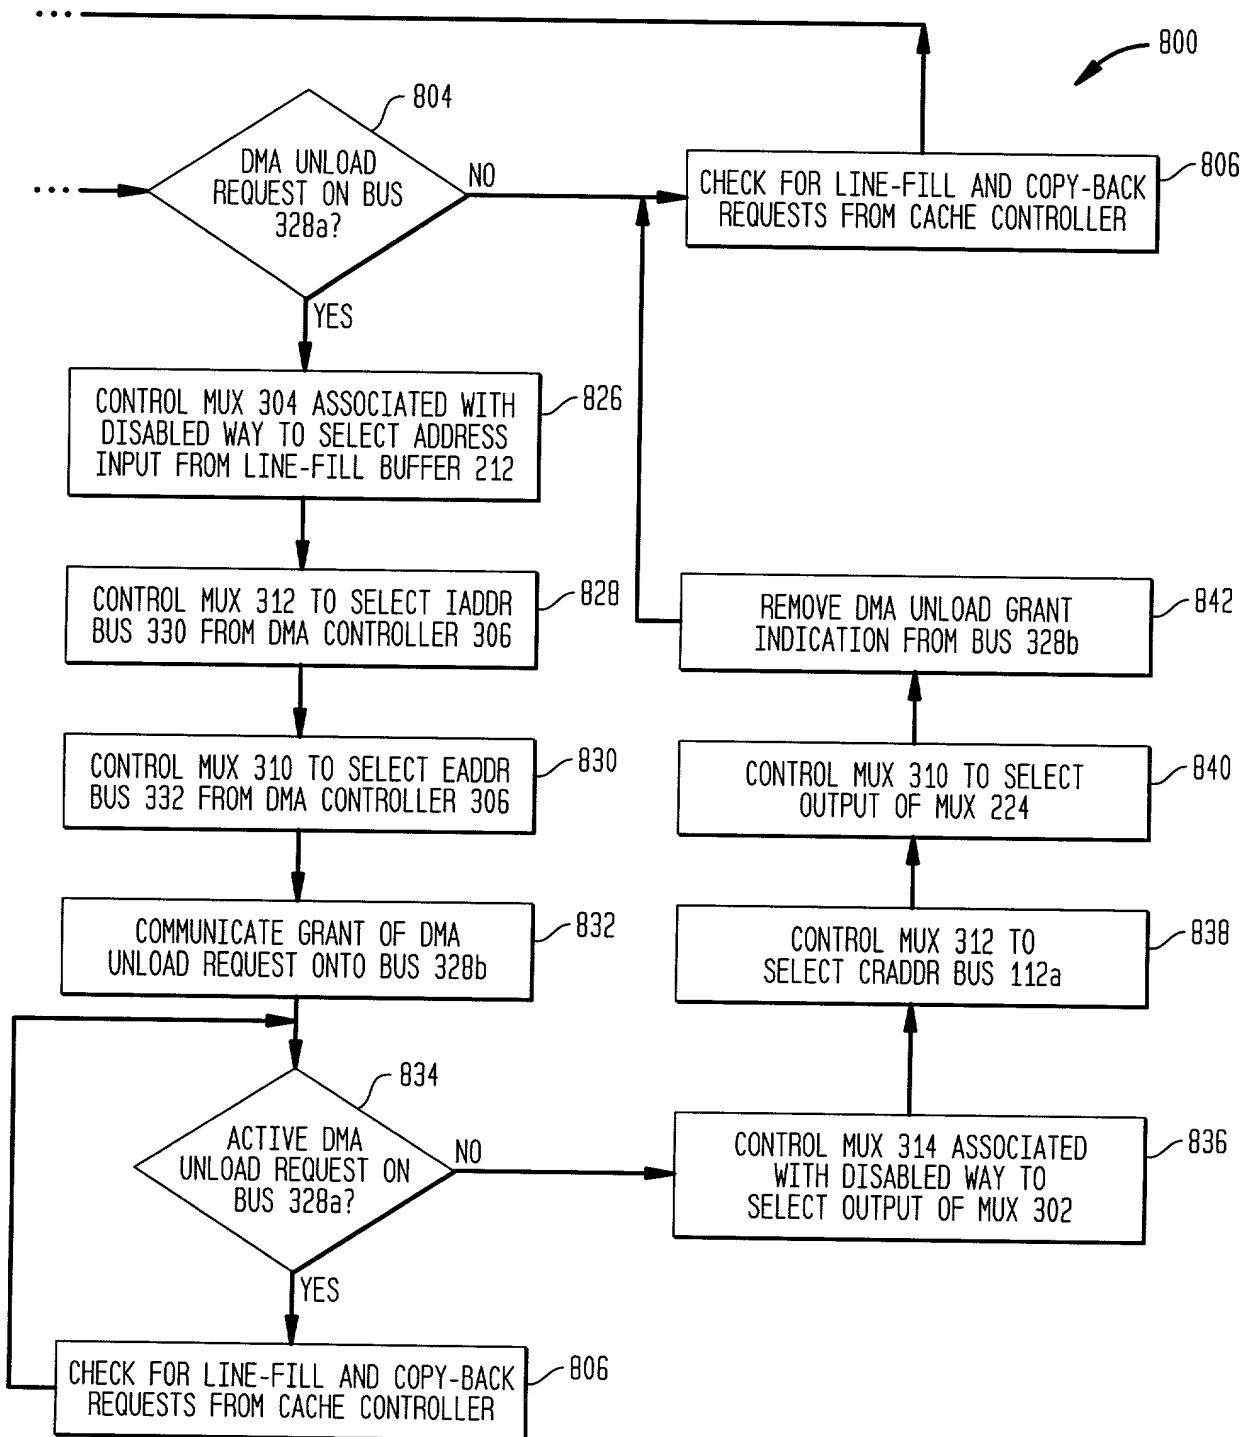 800
804
DMA UNLOAD
REQUEST ON BUS
328a?
NO
YES
CHECK FOR LINE-FILL AND COPY-BACK
REQUESTS FROM CACHE CONTROLLER
806
CONTROL MUX 304 ASSOCIATED WITH
DISABLED WAY TO SELECT ADDRESS
INPUT FROM LINE-FILL BUFFER 212
826
CONTROL MUX 312 TO SELECT IADDR
BUS 330 FROM DMA CONTROLLER 306
828
CONTROL MUX 310 TO SELECT EADDR
BUS 332 FROM DMA CONTROLLER 306
830
COMMUNICATE GRANT OF DMA
UNLOAD REQUEST ONTO BUS 328b
832
834
ACTIVE DMA
UNLOAD REQUEST ON
BUS 328a?
NO
YES
CHECK FOR LINE-FILL AND COPY-BACK
REQUESTS FROM CACHE CONTROLLER
806
CONTROL MUX 314 ASSOCIATED
WITH DISABLED WAY TO
SELECT OUTPUT OF MUX 302
836
CONTROL MUX 312 TO
SELECT CRADDR BUS 112a
838
CONTROL MUX 310 TO SELECT
OUTPUT OF MUX 224
840
REMOVE DMA UNLOAD GRANT
INDICATION FROM BUS 328b
842